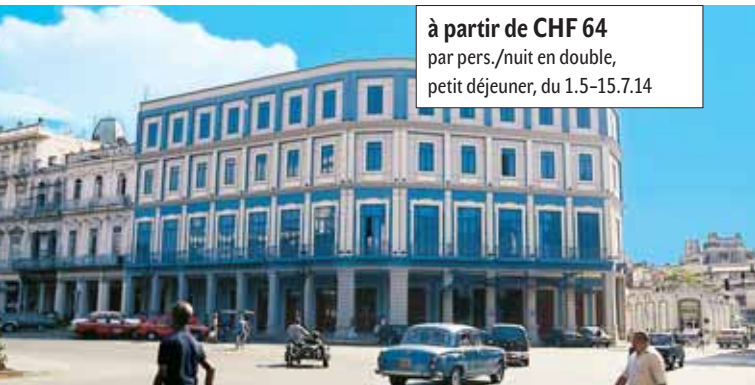 à partir de CHF 64
par pers./nuit en double,
petit déjeuner, du 1.5–15.7.14